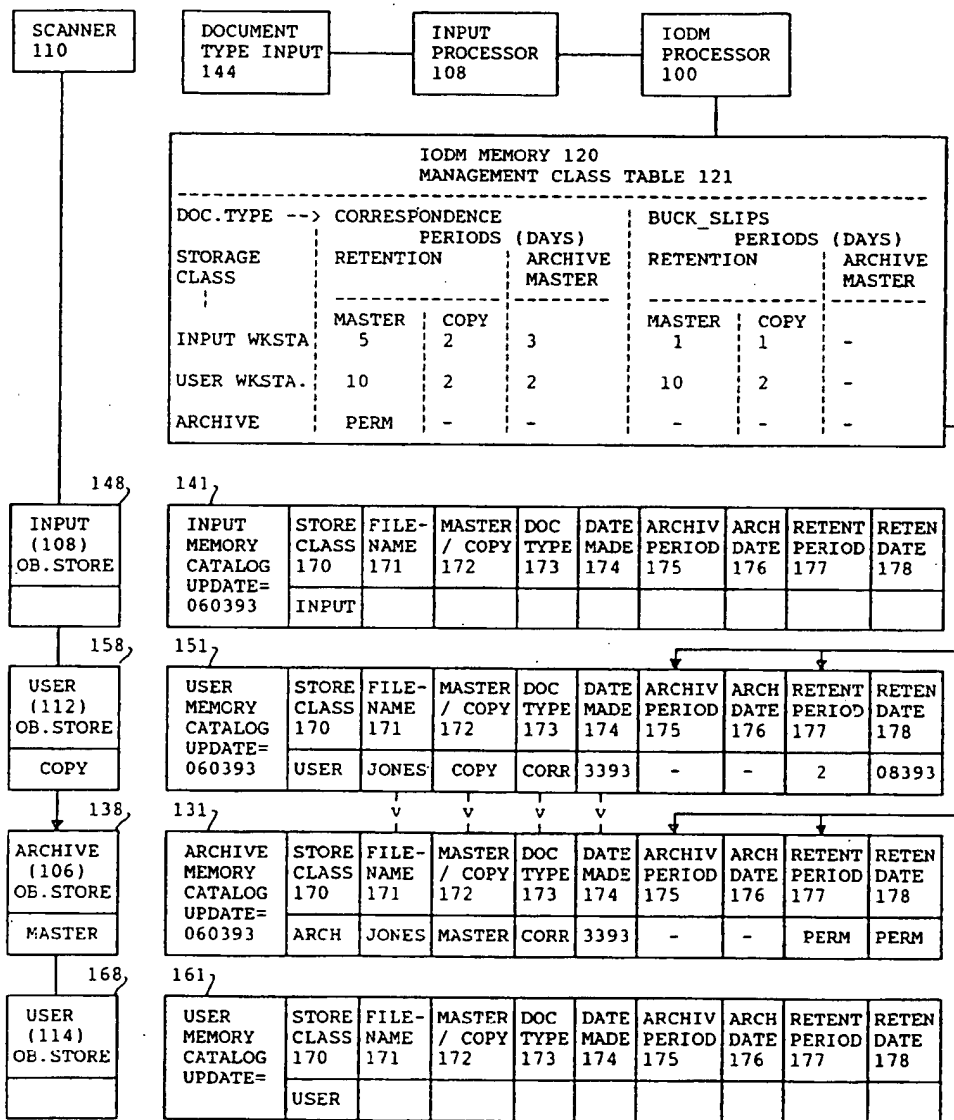 SCANNER
110
DOCUMENT
TYPE INPUT
144
INPUT
PROCESSOR
108
IODM
PROCESSOR
100
IODM MEMORY 120
MANAGEMENT CLASS TABLE 121
DOC.TYPE --> CORRESPONDENCE BUCK_SLIPS
PERIODS (DAYS) PERIODS (DAYS)
STORAGE RETENTION ARCHIVE RETENTION ARCHIVE
CLASS MASTER MASTER
MASTER COPY MASTER COPY
INPUT WKSTA 5 2 3 1 1 -
USER WKSTA. 10 2 2 10 2 -
ARCHIVE PERM - - - - -
148 141
INPUT
(108)
OB.STORE
INPUT
MEMORY
CATALOG
UPDATE=
060393
STORE FILE- MASTER DOC DATE ARCHIV ARCH RETENT RETEN
CLASS NAME / COPY TYPE MADE PERIOD DATE PERIOD DATE
170 171 172 173 174 175 176 177 178
INPUT
158 151
USER
(112)
OB.STORE
COPY
USER
MEMORY
CATALOG
UPDATE=
060393
STORE FILE- MASTER DOC DATE ARCHIV ARCH RETENT RETEN
CLASS NAME / COPY TYPE MADE PERIOD DATE PERIOD DATE
170 171 172 173 174 175 176 177 178
USER JONES COPY CORR 3393 - - 2 08393
v v v v
138 131
ARCHIVE
(106)
OB.STORE
MASTER
ARCHIVE
MEMORY
CATALOG
UPDATE=
060393
STORE FILE- MASTER DOC DATE ARCHIV ARCH RETENT RETEN
CLASS NAME / COPY TYPE MADE PERIOD DATE PERIOD DATE
170 171 172 173 174 175 176 177 178
ARCH JONES MASTER CORR 3393 - - PERM PERM
168 161
USER
(114)
OB.STORE
USER
MEMORY
CATALOG
UPDATE=
STORE FILE- MASTER DOC DATE ARCHIV ARCH RETENT RETEN
CLASS NAME / COPY TYPE MADE PERIOD DATE PERIOD DATE
170 171 172 173 174 175 176 177 178
USER